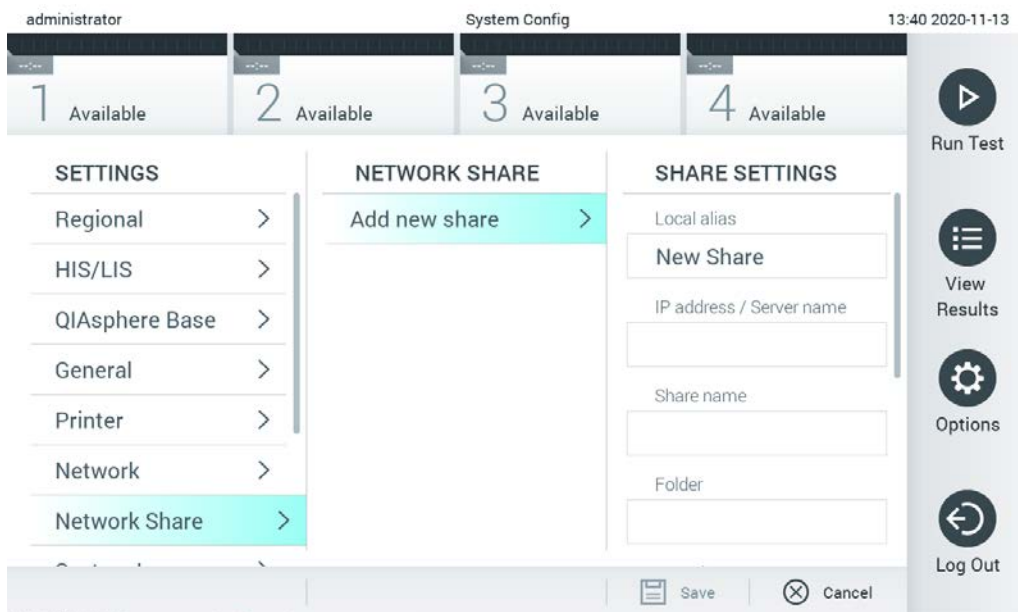 administrator
System Config
13:40 2020-11-13
--:--
--:--
--:--
--:--
1 Available
2 Available
3 Available
4 Available
Run Test
SETTINGS
Regional
HIS/LIS
QIAsphere Base
General
Printer
Network
Network Share
NETWORK SHARE
Add new share
SHARE SETTINGS
Local alias
New Share
IP address / Server name
Share name
Folder
View
Results
Options
Log Out
Save
Cancel